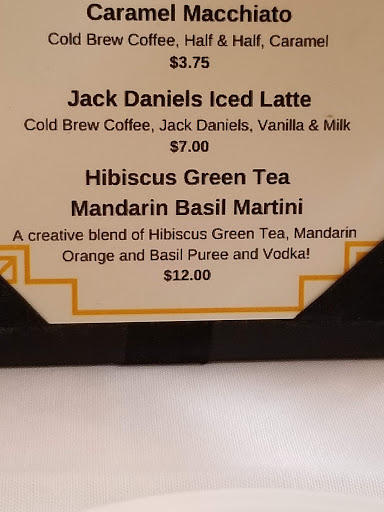 Caramel Macchiato
Cold Brew Coffee, Half & Half, Caramel
$3.75
Jack Daniels Iced Latte
Cold Brew Coffee, Jack Daniels, Vanilla & Milk
$7.00
Hibiscus Green Tea
Mandarin Basil Martini
A creative blend of Hibiscus Green Tea, Mandarin
Orange and Basil Puree and Vodka!
$12.00